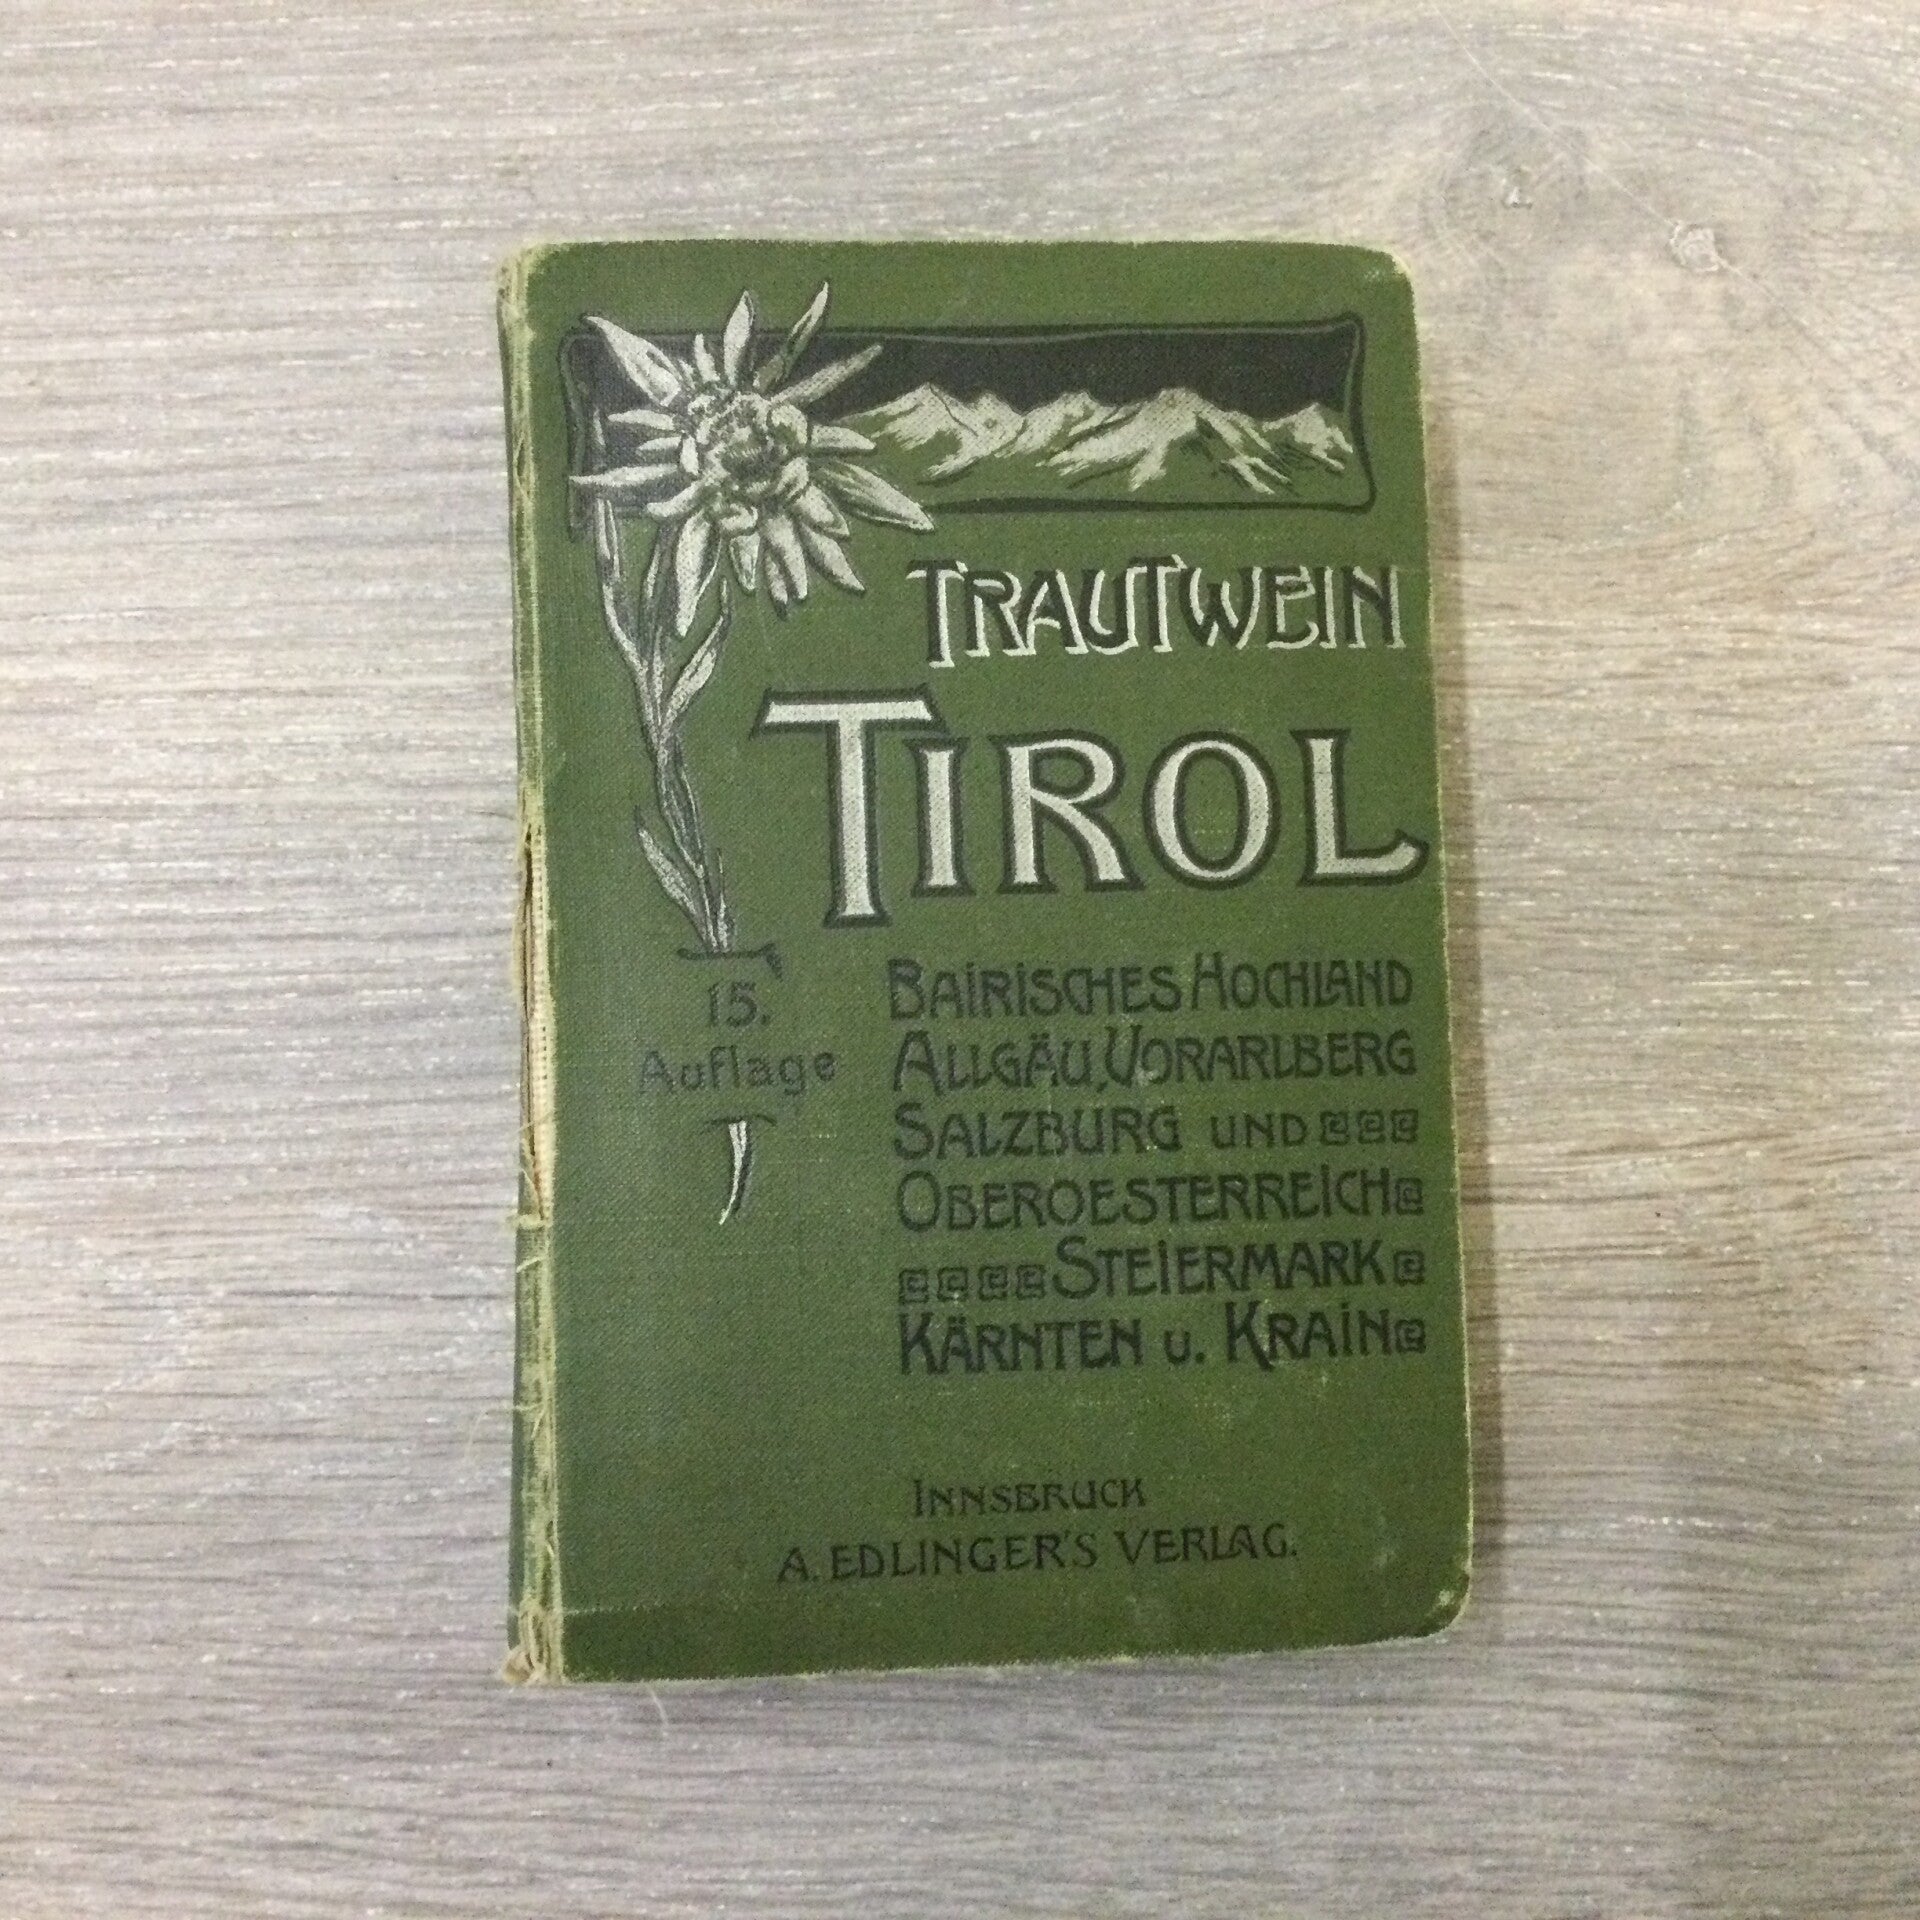 TRAUTWEIN
TIROL
15.
Auflage
BAIRISCHES HOCHLAND
ALLGÄU, VORARLBERG
SALZBURG UND
OBEROESTERREICH
STEIERMARK
KÄRNTEN U. KRAIN
INNSBRUCK
A. EDLINGER'S VERLAG.